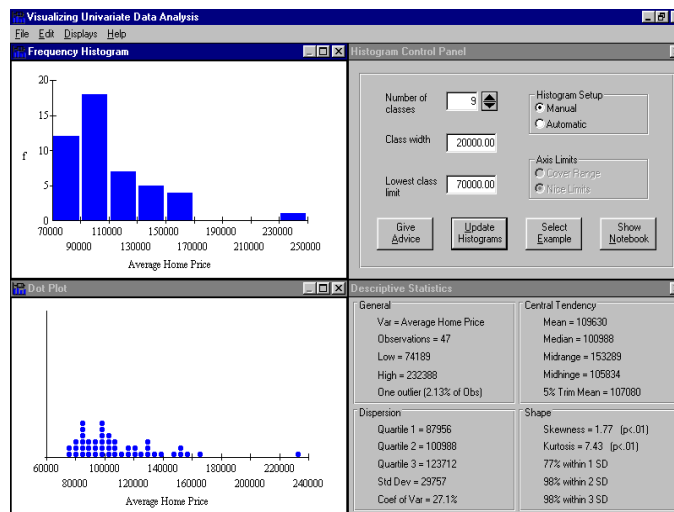 Visualizing Univariate Data Analysis
File Edit Displays Help
Frequency Histogram
20
15
f
10
5
0
70000 110000 150000 190000 230000
90000 130000 170000 210000 250000
Average Home Price
Histogram Control Panel
Number of classes 9
Class width 20000.00
Lowest class limit 70000.00
Histogram Setup
Manual
Automatic
Axis Limits
Cover Range
Nice Limits
Give Advice
Update Histograms
Select Example
Show Notebook
Dot Plot
60000 100000 140000 180000 220000
80000 120000 160000 200000 240000
Average Home Price
Descriptive Statistics
General
Var = Average Home Price
Observations = 47
Low = 74189
High = 232388
One outlier (2.13% of Obs)
Central Tendency
Mean = 109630
Median = 100988
Midrange = 153289
Midhinge = 105834
5% Trim Mean = 107080
Dispersion
Quartile 1 = 87956
Quartile 2 = 100988
Quartile 3 = 123712
Std Dev = 29757
Coef of Var = 27.1%
Shape
Skewness = 1.77 (p<.01)
Kurtosis = 7.43 (p<.01)
77% within 1 SD
98% within 2 SD
98% within 3 SD